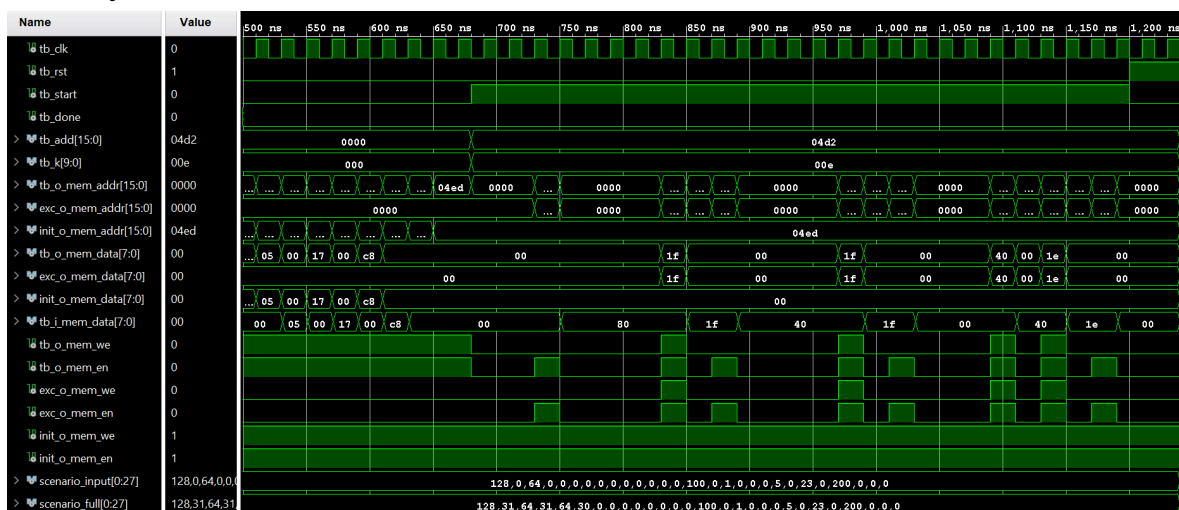 Name Value 500 ns 550 ns 600 ns 650 ns 700 ns 750 ns 800 ns 850 ns 900 ns 950 ns 1,000 ns 1,050 ns 1,100 ns 1,150 ns 1,200 ns
tb_clk 0
tb_rst 1
tb_start 0
tb_done 0
tb_add[15:0] 04d2 0000 04d2
tb_k[9:0] 00e 000 00e
tb_o_mem_addr[15:0] 0000 ... ... ... ... ... ... ... ... 04ed 0000 ... 0000 ... ... ... 0000 ... ... ... 0000 ... ... ... ... ... ... 0000
exc_o_mem_addr[15:0] 0000 0000 ... 0000 ... ... ... 0000 ... ... ... 0000 ... ... ... ... ... ... 0000
init_o_mem_addr[15:0] 04ed ... ... ... ... ... ... ... ... 04ed
tb_o_mem_data[7:0] 00 ... 05 00 17 00 c8 00 1f 00 1f 00 40 00 1e 00
exc_o_mem_data[7:0] 00 00 1f 00 1f 00 40 00 1e 00
init_o_mem_data[7:0] 00 ... 05 00 17 00 c8 00
tb_i_mem_data[7:0] 00 00 05 00 17 00 c8 00 80 1f 40 1f 00 40 1e 00
tb_o_mem_we 0
tb_o_mem_en 0
exc_o_mem_we 0
exc_o_mem_en 0
init_o_mem_we 1
init_o_mem_en 1
scenario_input[0:27] 128,0,64,0,0,0 128,0,64,0,0,0,0,0,0,0,0,0,0,0,100,0,1,0,0,0,5,0,23,0,200,0,0,0
scenario_full[0:27] 128,31,64,31 128,31,64,31,64,30,0,0,0,0,0,0,0,0,100,0,1,0,0,0,5,0,23,0,200,0,0,0